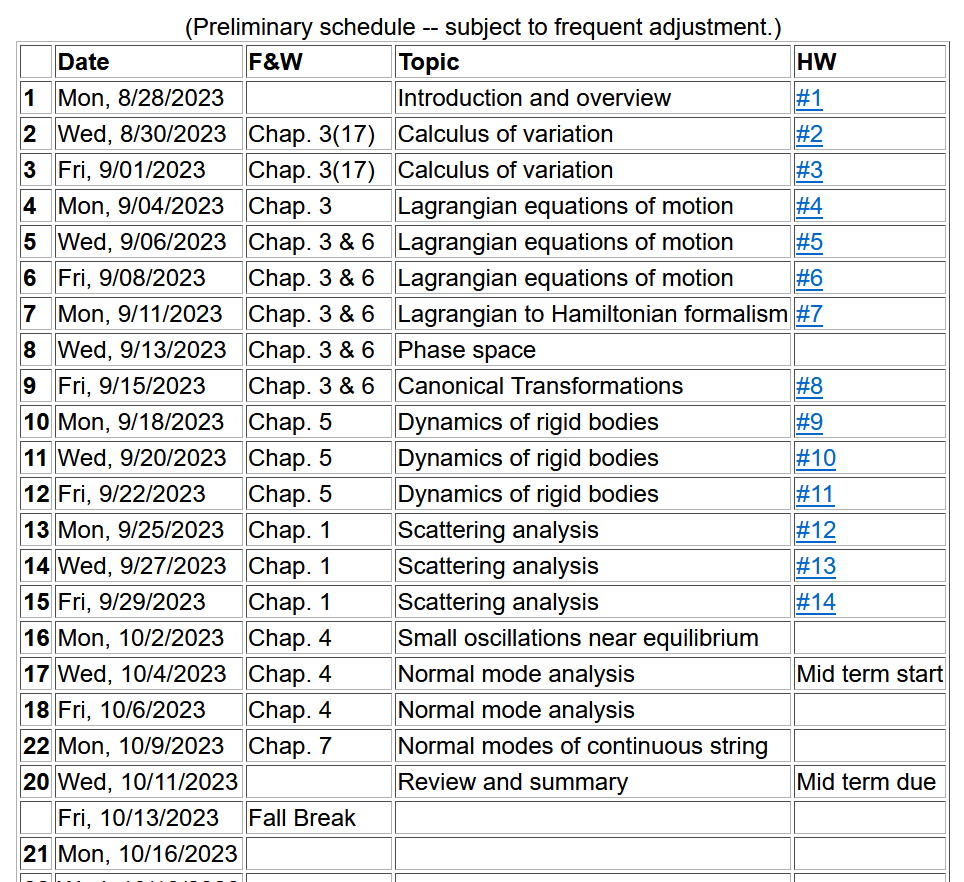 (Preliminary schedule -- subject to frequent adjustment.)
Date F&W Topic HW
1 Mon, 8/28/2023 Introduction and overview #1
2 Wed, 8/30/2023 Chap. 3(17) Calculus of variation #2
3 Fri, 9/01/2023 Chap. 3(17) Calculus of variation #3
4 Mon, 9/04/2023 Chap. 3 Lagrangian equations of motion #4
5 Wed, 9/06/2023 Chap. 3 & 6 Lagrangian equations of motion #5
6 Fri, 9/08/2023 Chap. 3 & 6 Lagrangian equations of motion #6
7 Mon, 9/11/2023 Chap. 3 & 6 Lagrangian to Hamiltonian formalism #7
8 Wed, 9/13/2023 Chap. 3 & 6 Phase space
9 Fri, 9/15/2023 Chap. 3 & 6 Canonical Transformations #8
10 Mon, 9/18/2023 Chap. 5 Dynamics of rigid bodies #9
11 Wed, 9/20/2023 Chap. 5 Dynamics of rigid bodies #10
12 Fri, 9/22/2023 Chap. 5 Dynamics of rigid bodies #11
13 Mon, 9/25/2023 Chap. 1 Scattering analysis #12
14 Wed, 9/27/2023 Chap. 1 Scattering analysis #13
15 Fri, 9/29/2023 Chap. 1 Scattering analysis #14
16 Mon, 10/2/2023 Chap. 4 Small oscillations near equilibrium
17 Wed, 10/4/2023 Chap. 4 Normal mode analysis Mid term start
18 Fri, 10/6/2023 Chap. 4 Normal mode analysis
22 Mon, 10/9/2023 Chap. 7 Normal modes of continuous string
20 Wed, 10/11/2023 Review and summary Mid term due
Fri, 10/13/2023 Fall Break
21 Mon, 10/16/2023